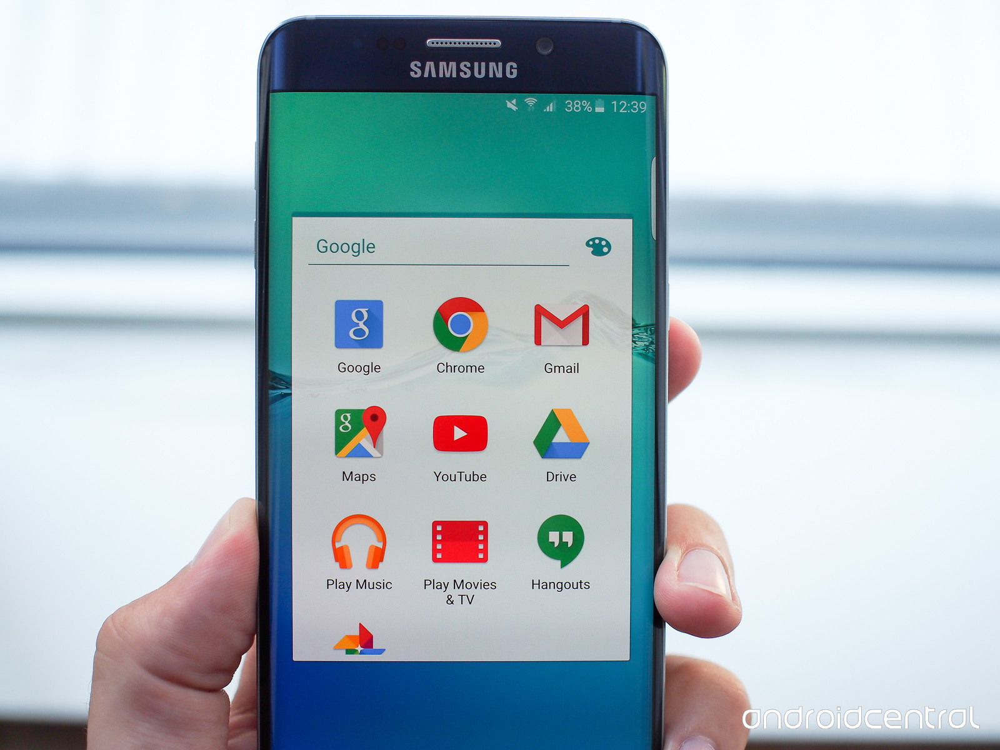 SAMSUNG
38% 12:39
Google
g
Google
Chrome
Gmail
g
Maps
YouTube
Drive
Play Music
Play Movies
& TV
Hangouts
androidcentral